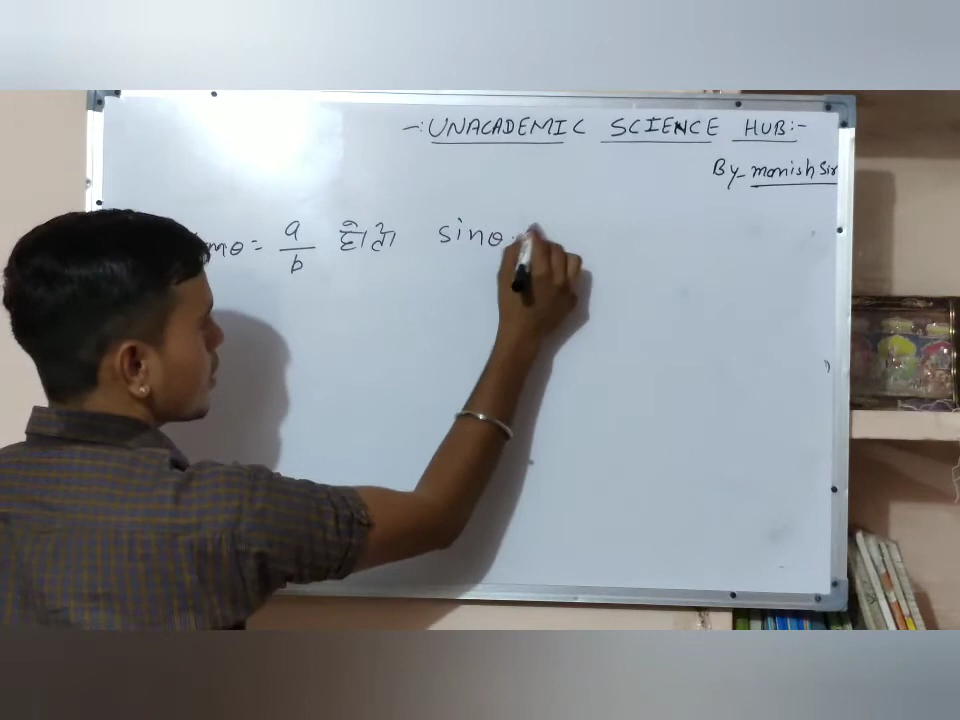 -: UNACADEMIC SCIENCE HUB:-
By- manish Sir
mθ = a/b हो तो sinθ